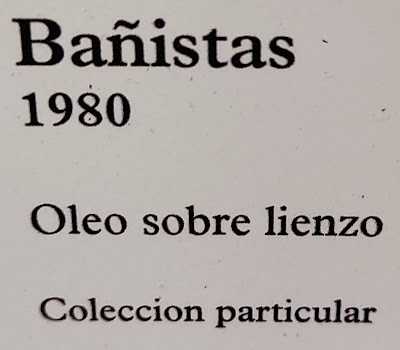 Bañistas
1980
Oleo sobre lienzo
Coleccion particular